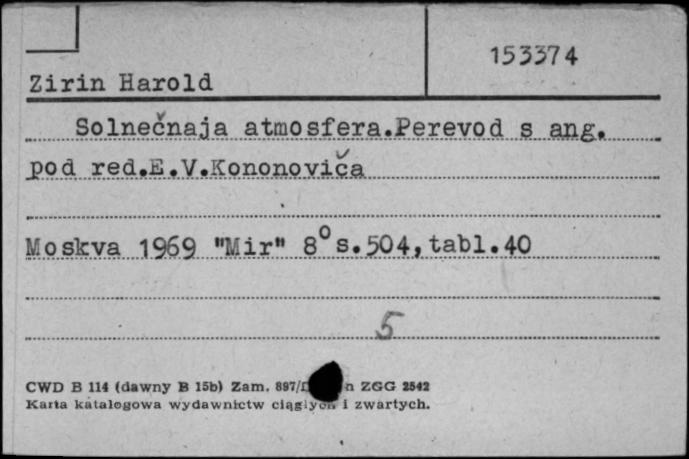 153374
Zirin Harold
Solnečnaja atmosfera.Perevod s ang.
pod red.E.V.Kononoviča
Moskva 1969 "Mir" 8° s.504,tabl.40
5
CWD B 114 (dawny B 15b) Zam. 897/ n ZGG 2542
Karta katalogowa wydawnictw ciągłych i zwartych.